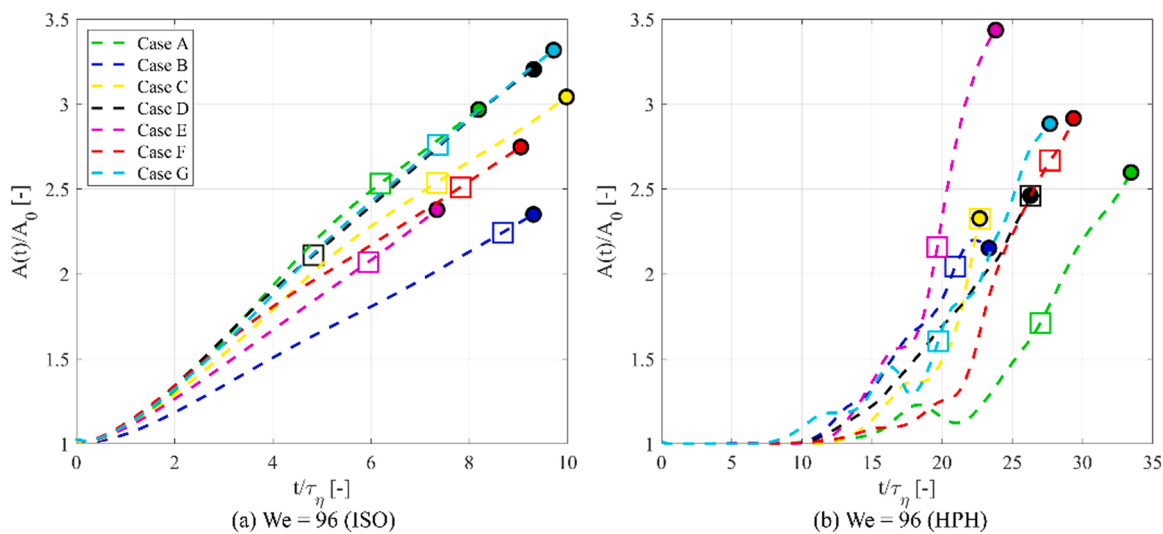 3.5
3
2.5
2
1.5
1
A(t)/A0 [-]
Case A
Case B
Case C
Case D
Case E
Case F
Case G
0 2 4 6 8 10
t/τη [-]
(a) We = 96 (ISO)
3.5
3
2.5
2
1.5
1
A(t)/A0 [-]
0 5 10 15 20 25 30 35
t/τη [-]
(b) We = 96 (HPH)